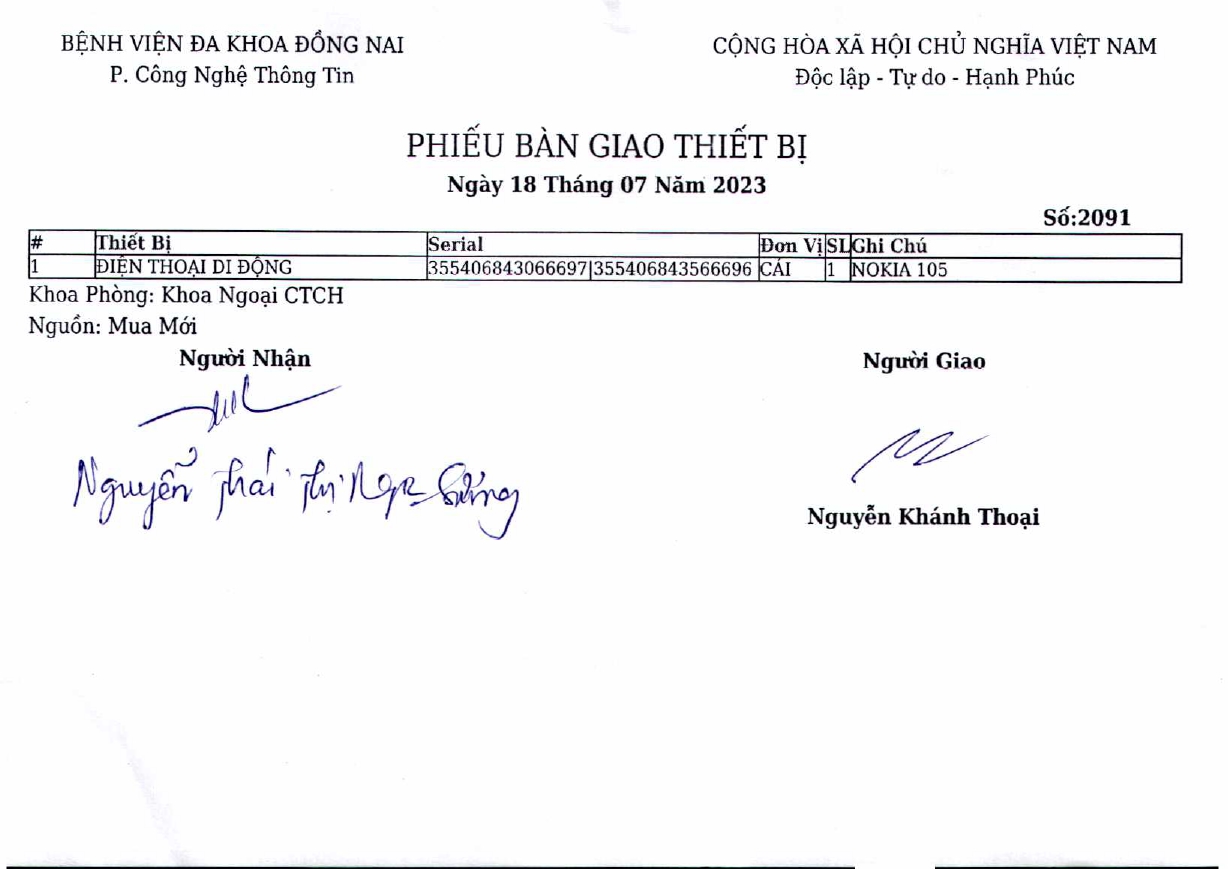 BỆNH VIỆN ĐA KHOA ĐỒNG NAI
P. Công Nghệ Thông Tin
CỘNG HÒA XÃ HỘI CHỦ NGHĨA VIỆT NAM
Độc lập - Tự do - Hạnh Phúc
PHIẾU BÀN GIAO THIẾT BỊ
Ngày 18 Tháng 07 Năm 2023
Số:2091
# Thiết Bị Serial Đơn Vị SL Ghi Chú
1 ĐIỆN THOẠI DI ĐỘNG 355406843066697|355406843566696 CÁI 1 NOKIA 105
Khoa Phòng: Khoa Ngoại CTCH
Nguồn: Mua Mới
Người Nhận Người Giao
Nguyễn Thái Thị
Nguyễn Khánh Thoại